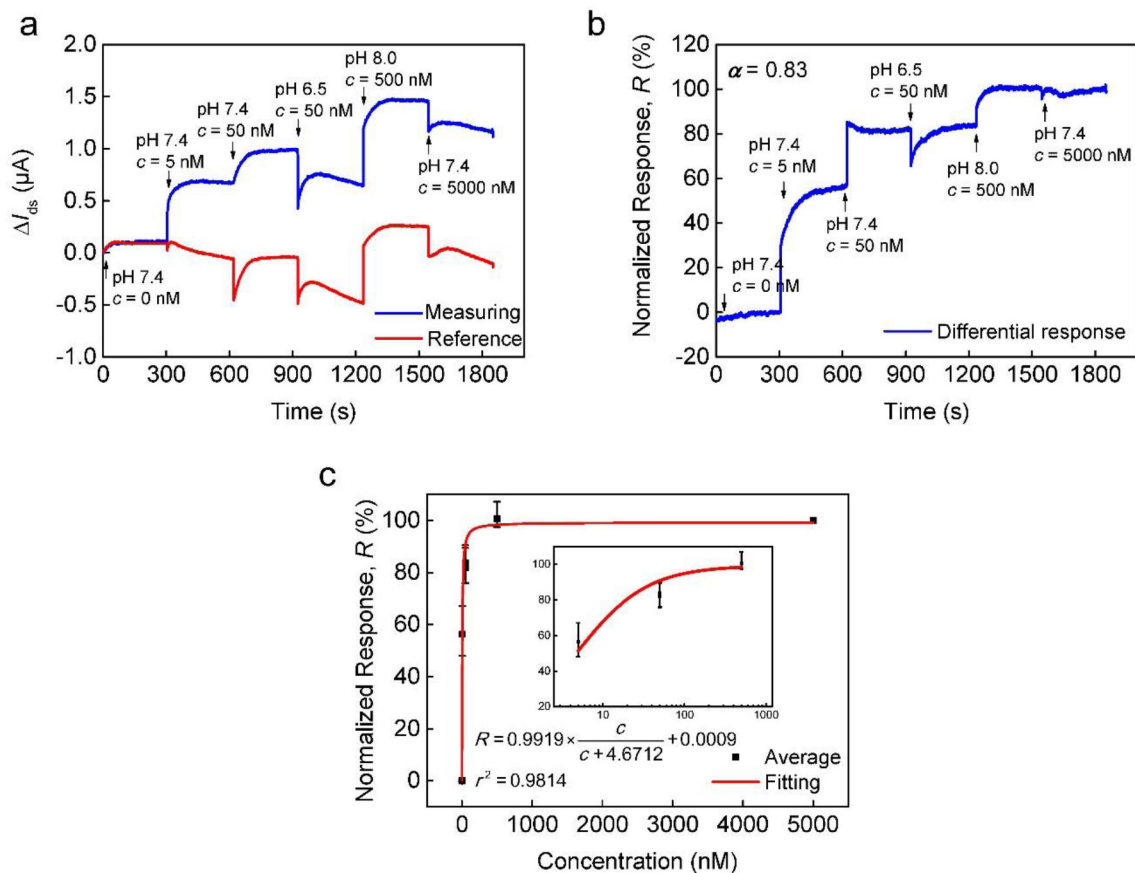 a
2.0
1.5
1.0
0.5
0.0
-0.5
-1.0
ΔIds (μA)
pH 7.4
c = 0 nM
pH 7.4
c = 5 nM
pH 7.4
c = 50 nM
pH 6.5
c = 50 nM
pH 8.0
c = 500 nM
pH 7.4
c = 5000 nM
Measuring
Reference
0 300 600 900 1200 1500 1800
Time (s)
b
120
100
80
60
40
20
0
-20
Normalized Response, R (%)
α = 0.83
pH 7.4
c = 0 nM
pH 7.4
c = 5 nM
pH 7.4
c = 50 nM
pH 6.5
c = 50 nM
pH 8.0
c = 500 nM
pH 7.4
c = 5000 nM
Differential response
0 300 600 900 1200 1500 1800
Time (s)
c
100
80
60
40
20
0
Normalized Response, R (%)
100
80
60
40
20
10 100 1000
R = 0.9919 × c / (c + 4.6712) + 0.0009
r² = 0.9814
Average
Fitting
0 1000 2000 3000 4000 5000
Concentration (nM)